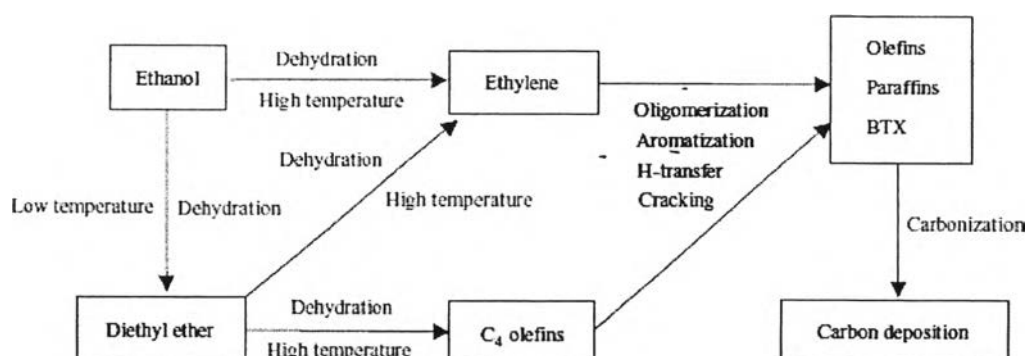 Dehydration
Ethanol
High temperature
Ethylene
Olefins
Paraffins
BTX
Oligomerization
Aromatization
H-transfer
Cracking
Dehydration
High temperature
Low temperature
Dehydration
Carbonization
Diethyl ether
Dehydration
High temperature
C₄ olefins
Carbon deposition